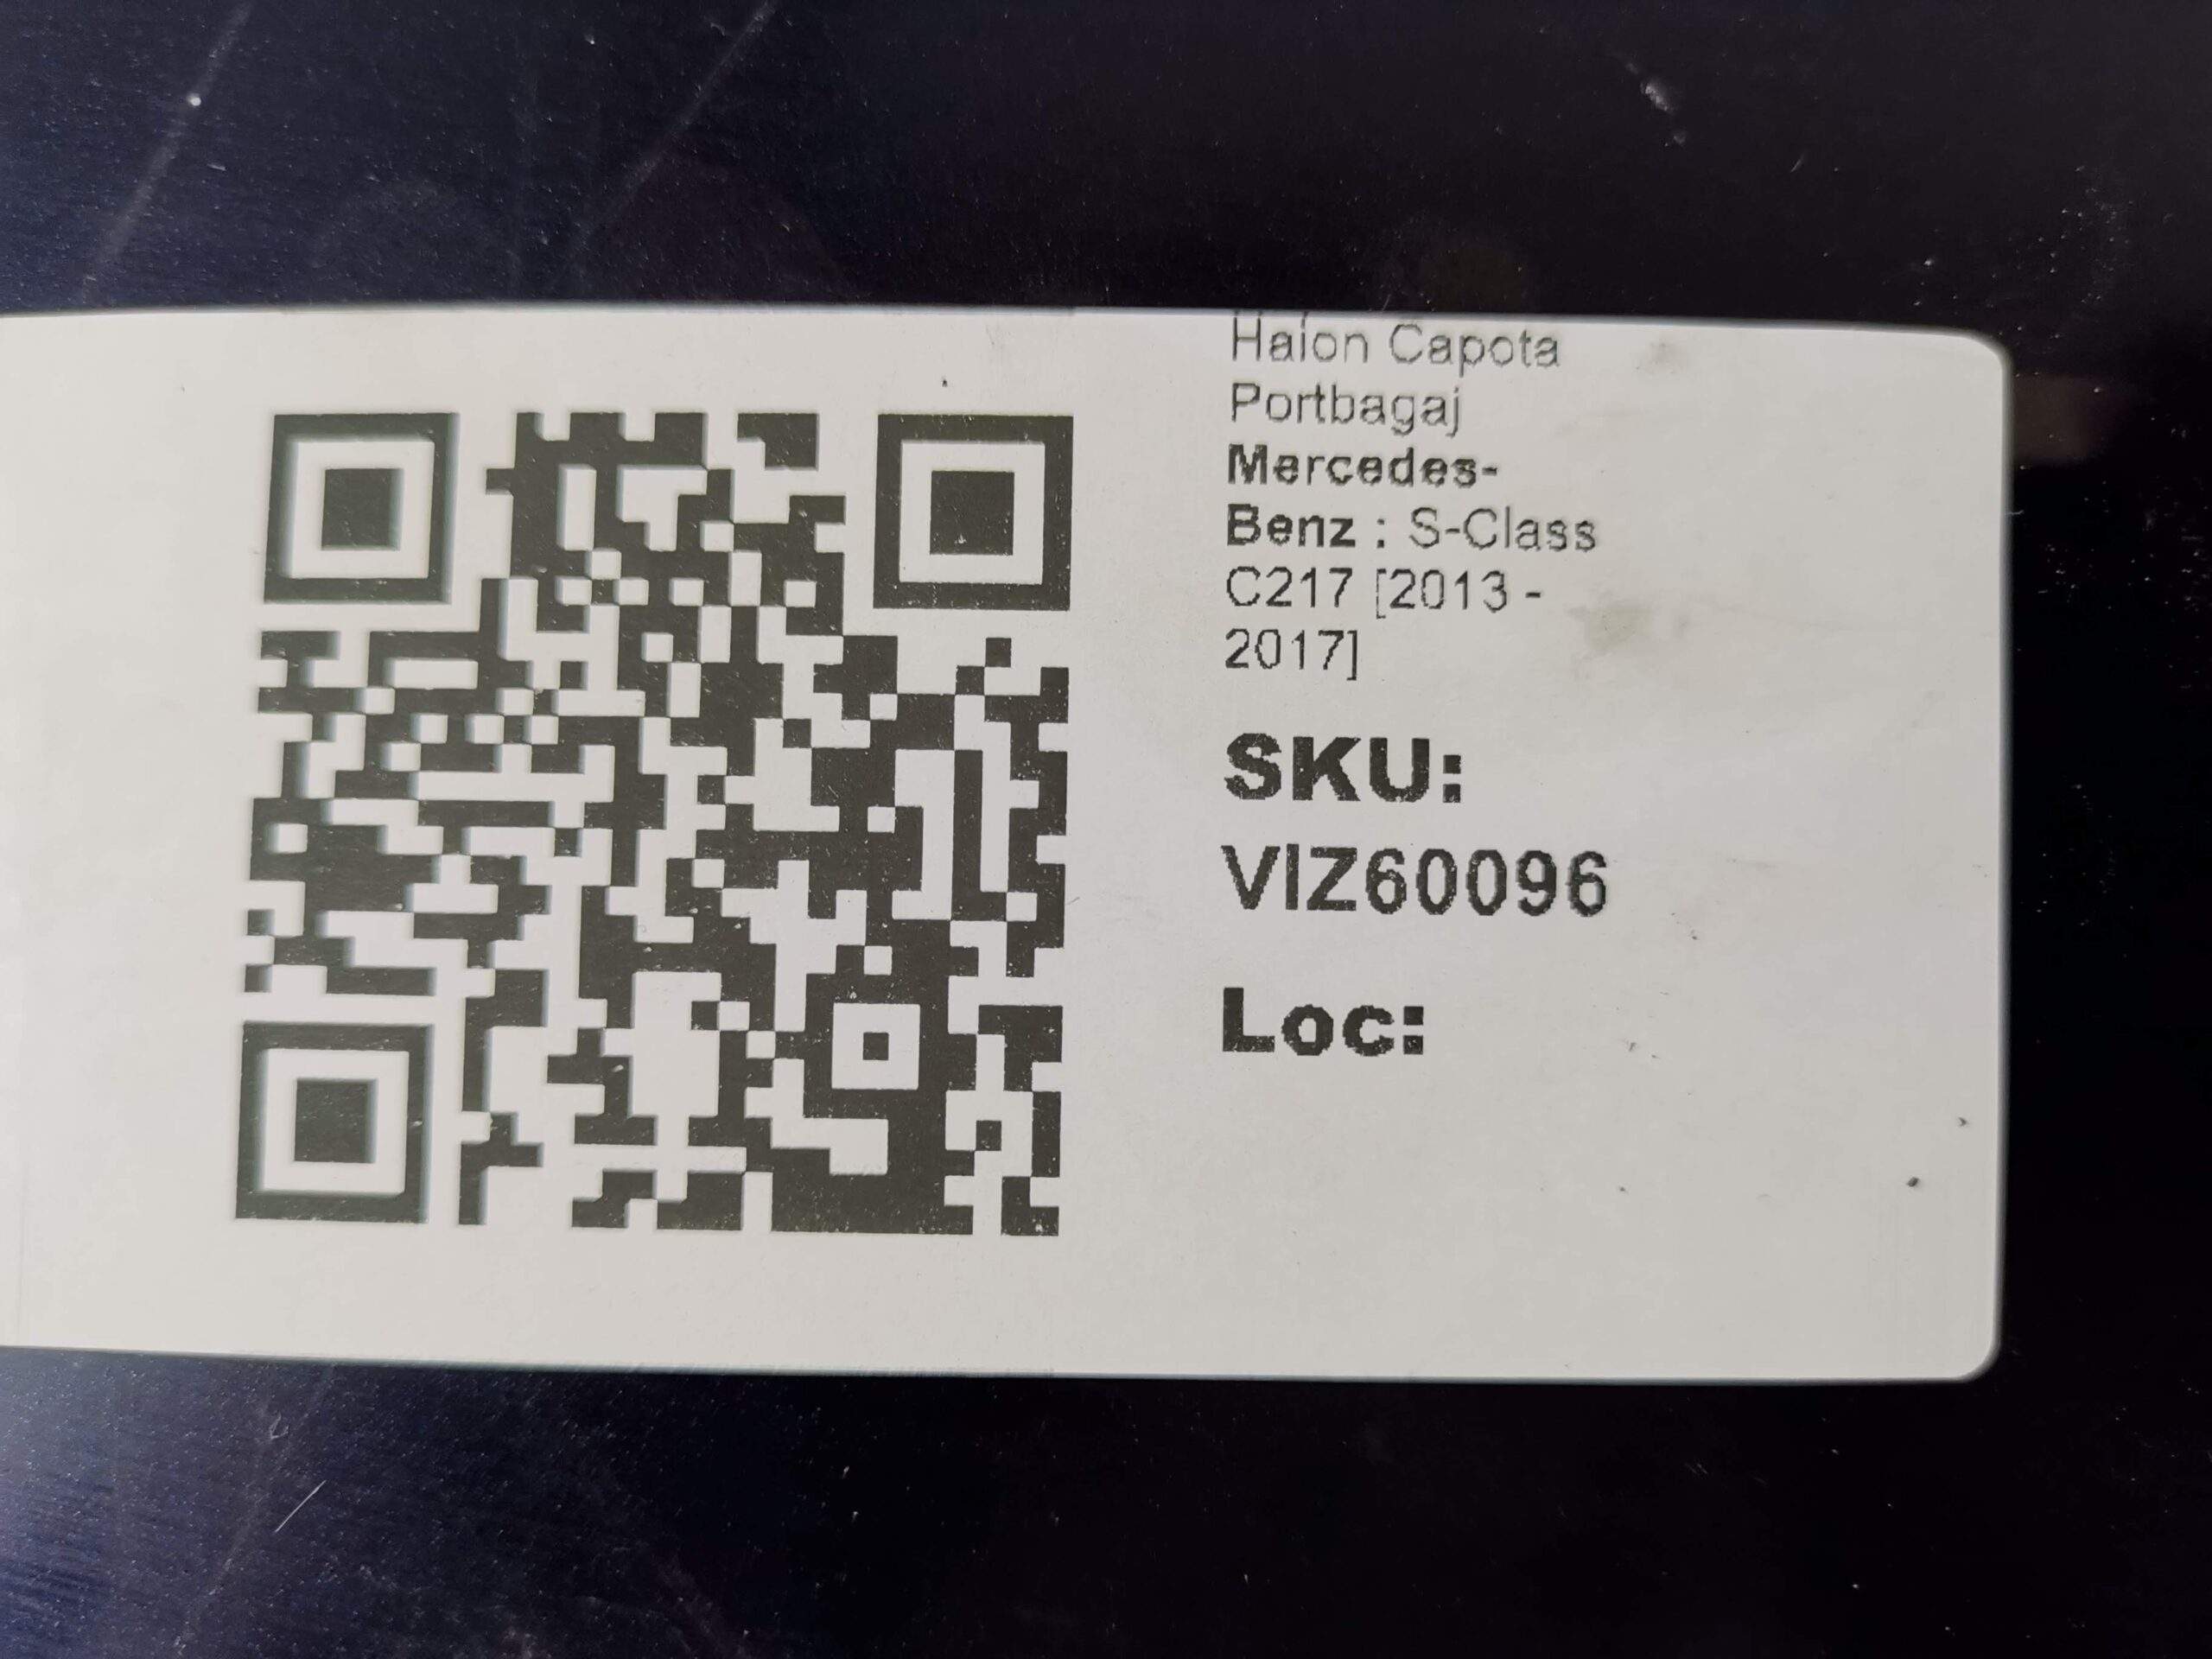 Haion Capota
Portbagaj
Mercedes-
Benz : S-Class
C217 [2013 -
2017]
SKU:
VIZ60096
Loc: